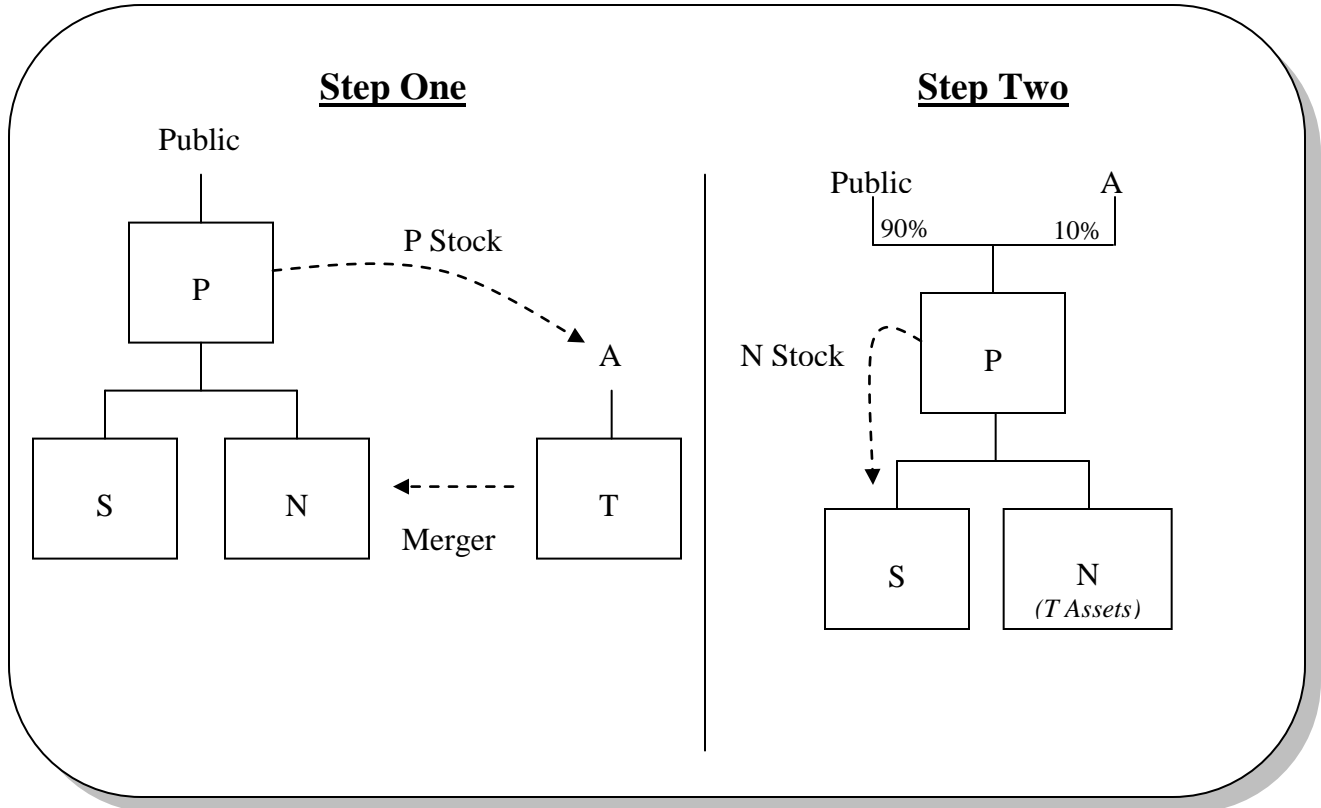 Step One
Public
P
P Stock
A
S
N
T
Merger
Step Two
Public
A
90%
10%
N Stock
P
S
N
(T Assets)